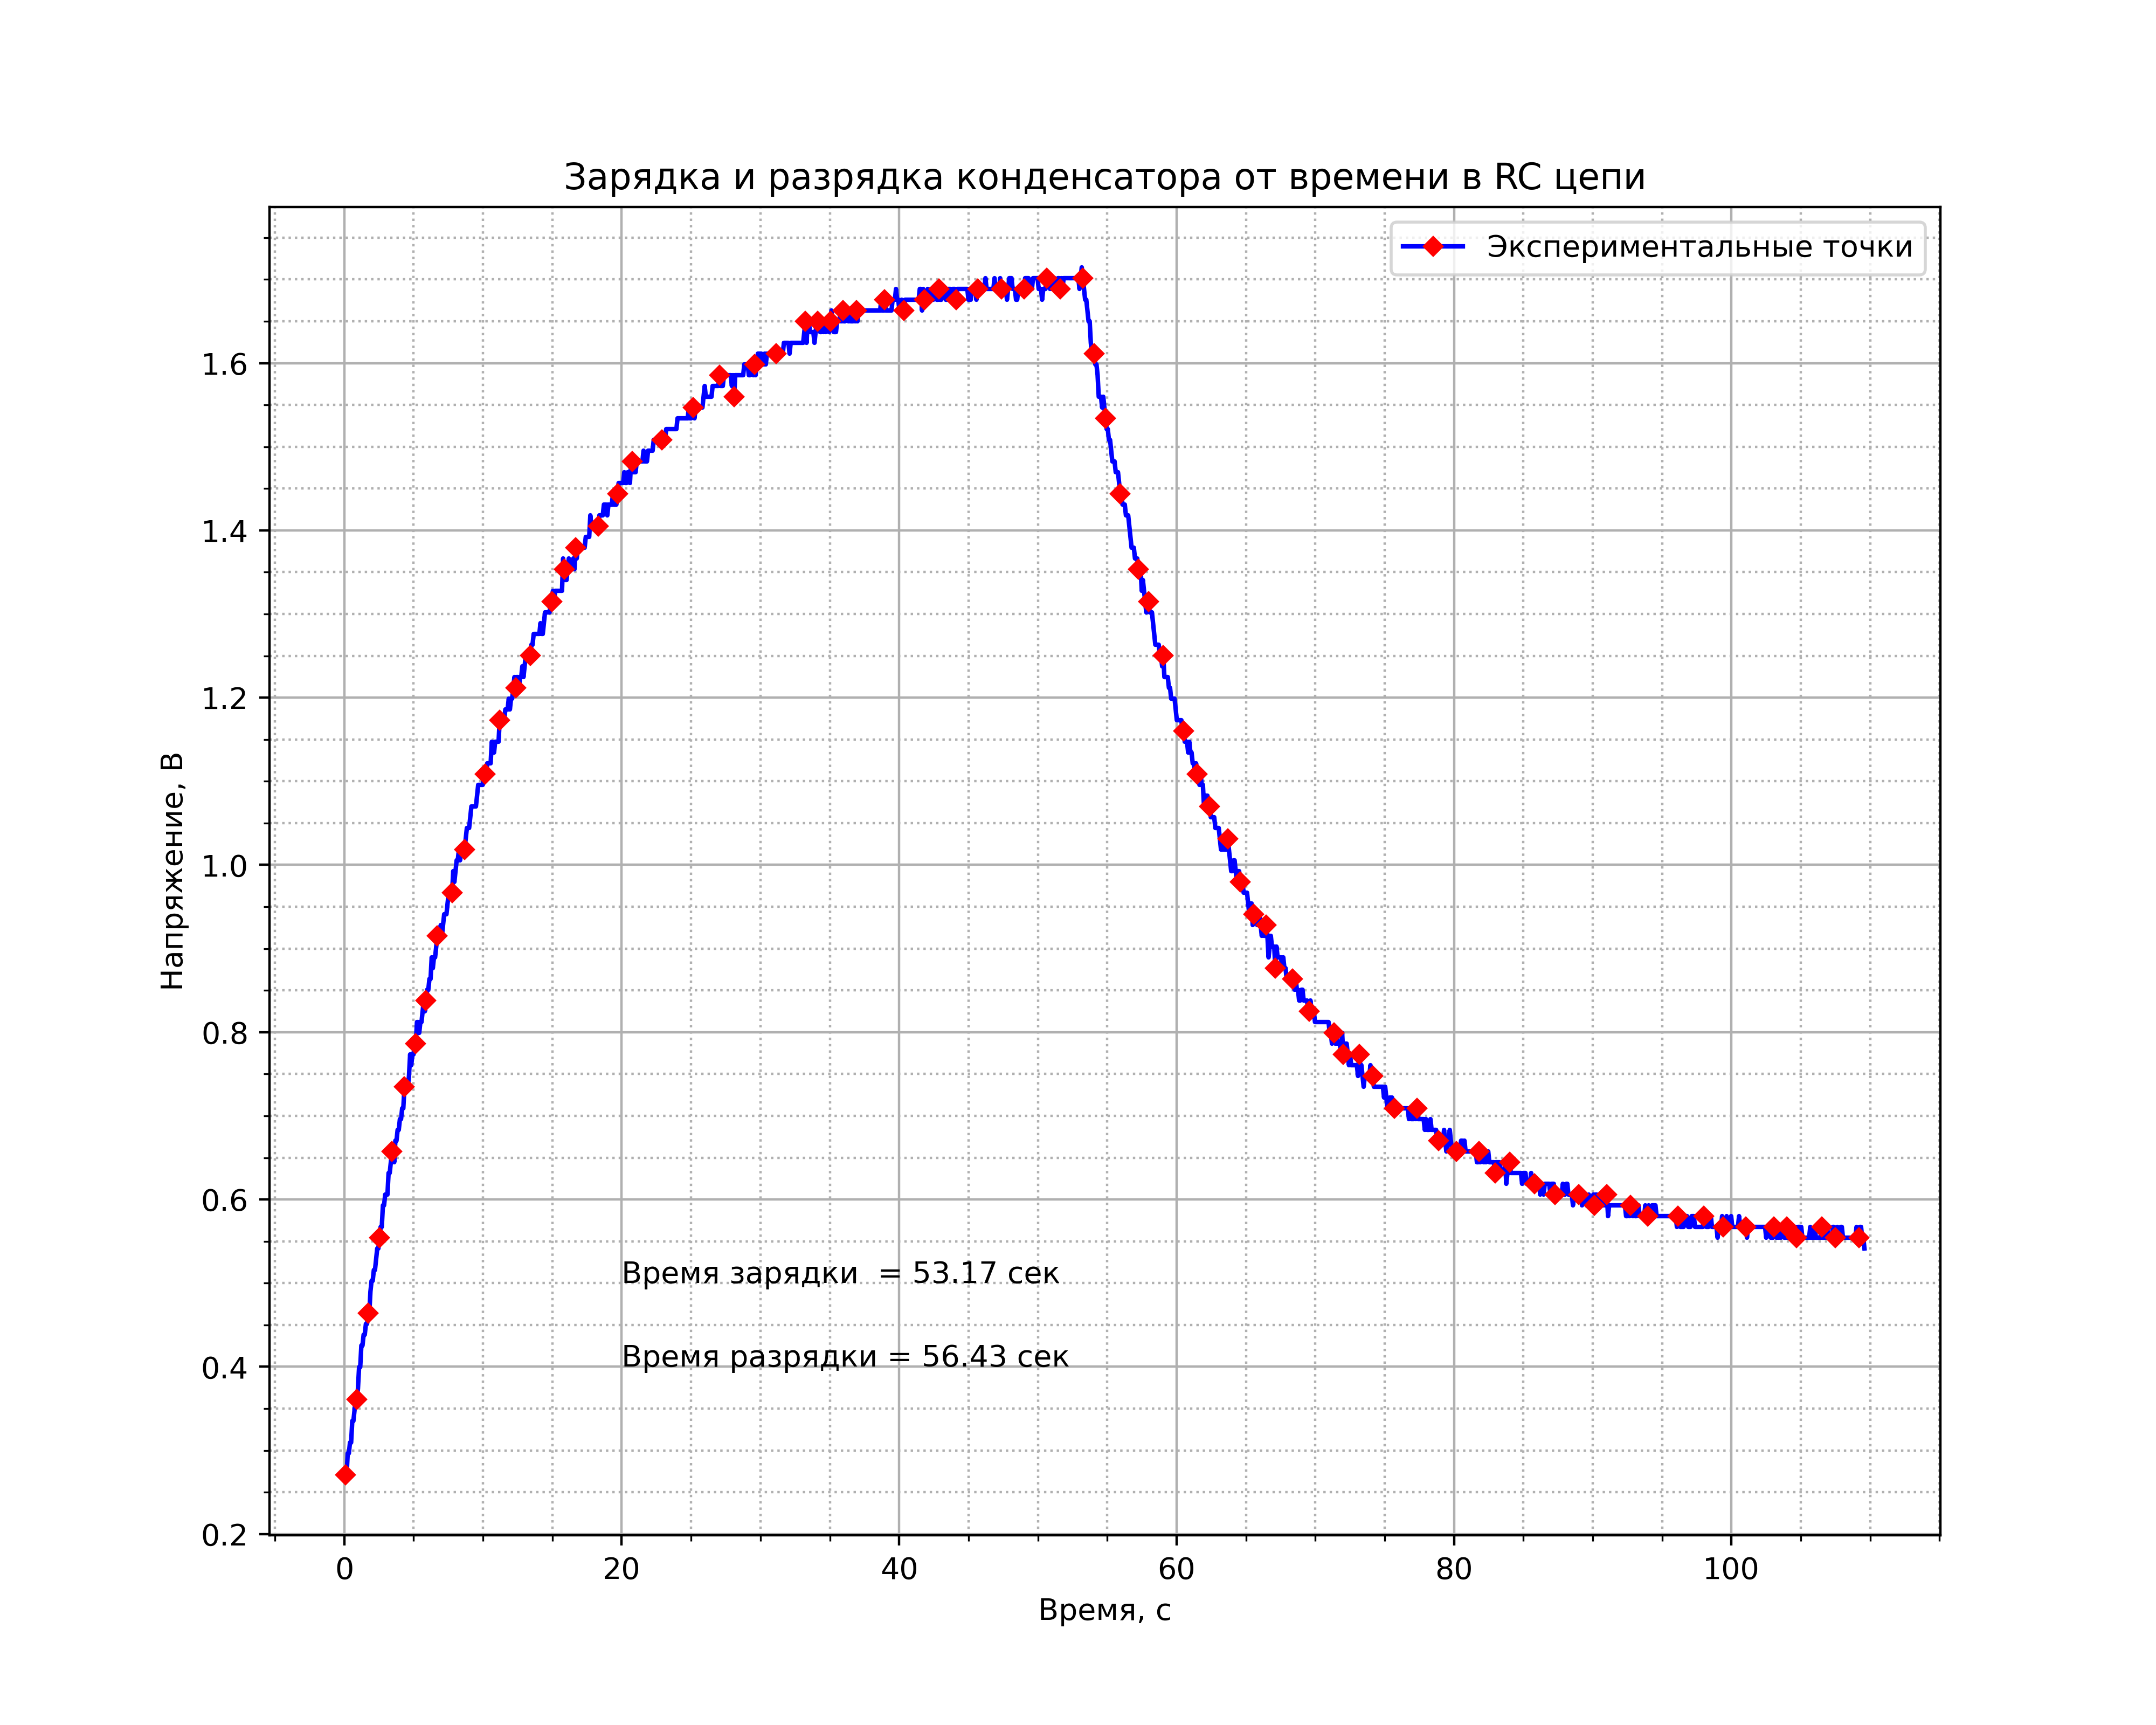 Зарядка и разрядка конденсатора от времени в RC цепи
Экспериментальные точки
Напряжение, В
1.6
1.4
1.2
1.0
0.8
0.6
0.4
0.2
Время зарядки  = 53.17 сек
Время разрядки = 56.43 сек
0 20 40 60 80 100
Время, с